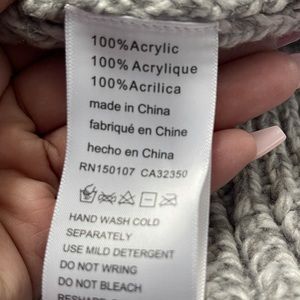 100%Acrylic
100%Acrylique
100%Acrilica
made in China
fabriqué en Chine
hecho en China
RN150107 CA32350
HAND WASH COLD
SEPARATELY
USE MILD DETERGENT
DO NOT WRING
DO NOT BLEACH